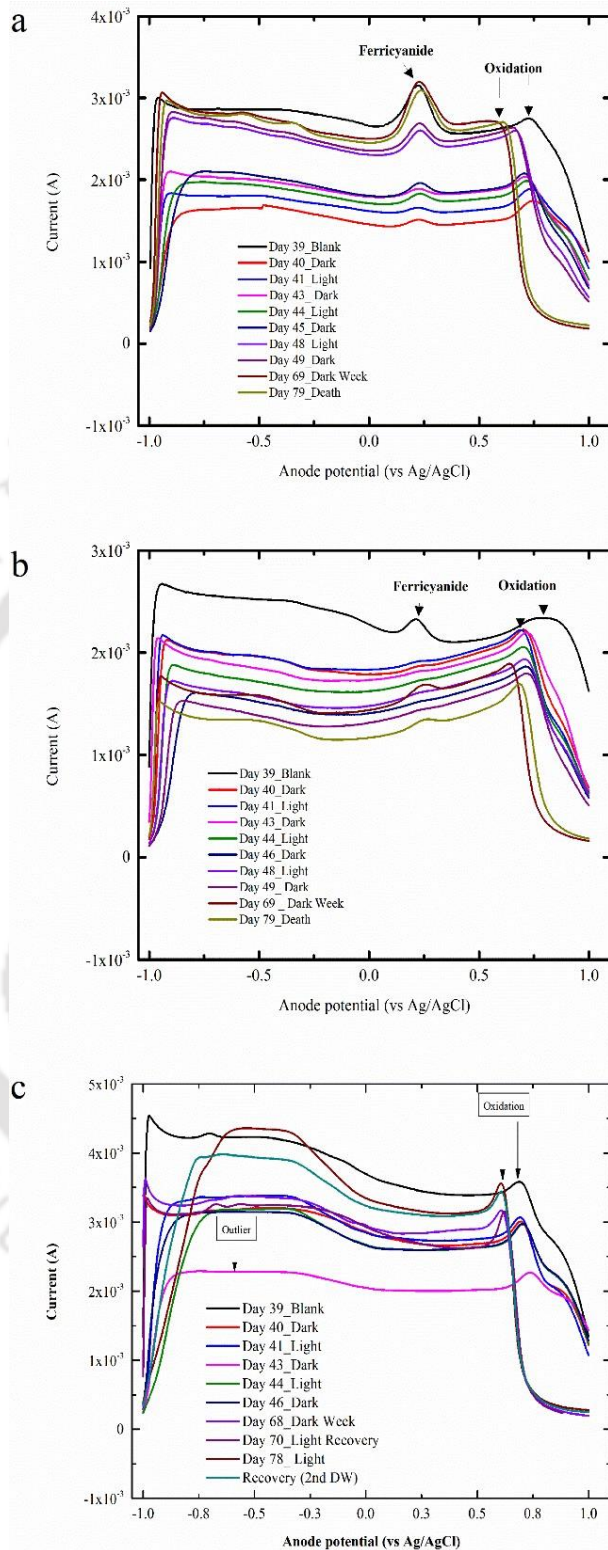 a
4x10⁻³
3x10⁻³
2x10⁻³
1x10⁻³
0
-1x10⁻³
Current (A)
Ferricyanide
Oxidation
Day 39_Blank
Day 40_Dark
Day 41_Light
Day 43_ Dark
Day 44_Light
Day 45_Dark
Day 48_Light
Day 49_Dark
Day 69_Dark Week
Day 79_Death
-1.0 -0.5 0.0 0.5 1.0
Anode potential (vs Ag/AgCl)
b
3x10⁻³
2x10⁻³
1x10⁻³
0
-1x10⁻³
Current (A)
Ferricyanide
Oxidation
Day 39_Blank
Day 40_Dark
Day 41_Light
Day 43_Dark
Day 44_Light
Day 46_Dark
Day 48_Light
Day 49_ Dark
Day 69 _ Dark Week
Day 79_Death
-1.0 -0.5 0.0 0.5 1.0
Anode potential (vs Ag/AgCl)
c
5x10⁻³
4x10⁻³
3x10⁻³
2x10⁻³
1x10⁻³
0
-1x10⁻³
Current (A)
Oxidation
Outlier
Day 39_Blank
Day 40_Dark
Day 41_Light
Day 43_Dark
Day 44_Light
Day 46_Dark
Day 68_Dark Week
Day 70_Light Recovery
Day 78_ Light
Recovery (2nd DW)
-1.0 -0.8 -0.5 -0.3 0.0 0.3 0.5 0.8 1.0
Anode potential (vs Ag/AgCl)